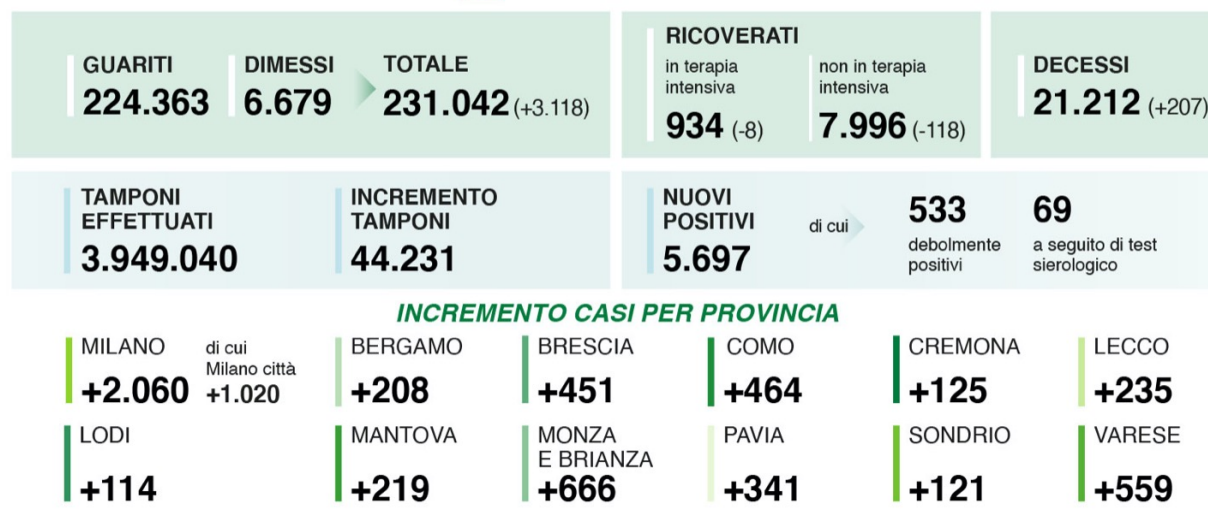 GUARITI
224.363
DIMESSI
6.679
TOTALE
231.042 (+3.118)
RICOVERATI
in terapia
intensiva
934 (-8)
non in terapia
intensiva
7.996 (-118)
DECESSI
21.212 (+207)
TAMPONI
EFFETTUATI
3.949.040
INCREMENTO
TAMPONI
44.231
NUOVI
POSITIVI
5.697
di cui
533
debolmente
positivi
69
a seguito di test
sierologico
INCREMENTO CASI PER PROVINCIA
MILANO
+2.060
di cui
Milano città
+1.020
BERGAMO
+208
BRESCIA
+451
COMO
+464
CREMONA
+125
LECCO
+235
LODI
+114
MANTOVA
+219
MONZA
E BRIANZA
+666
PAVIA
+341
SONDRIO
+121
VARESE
+559